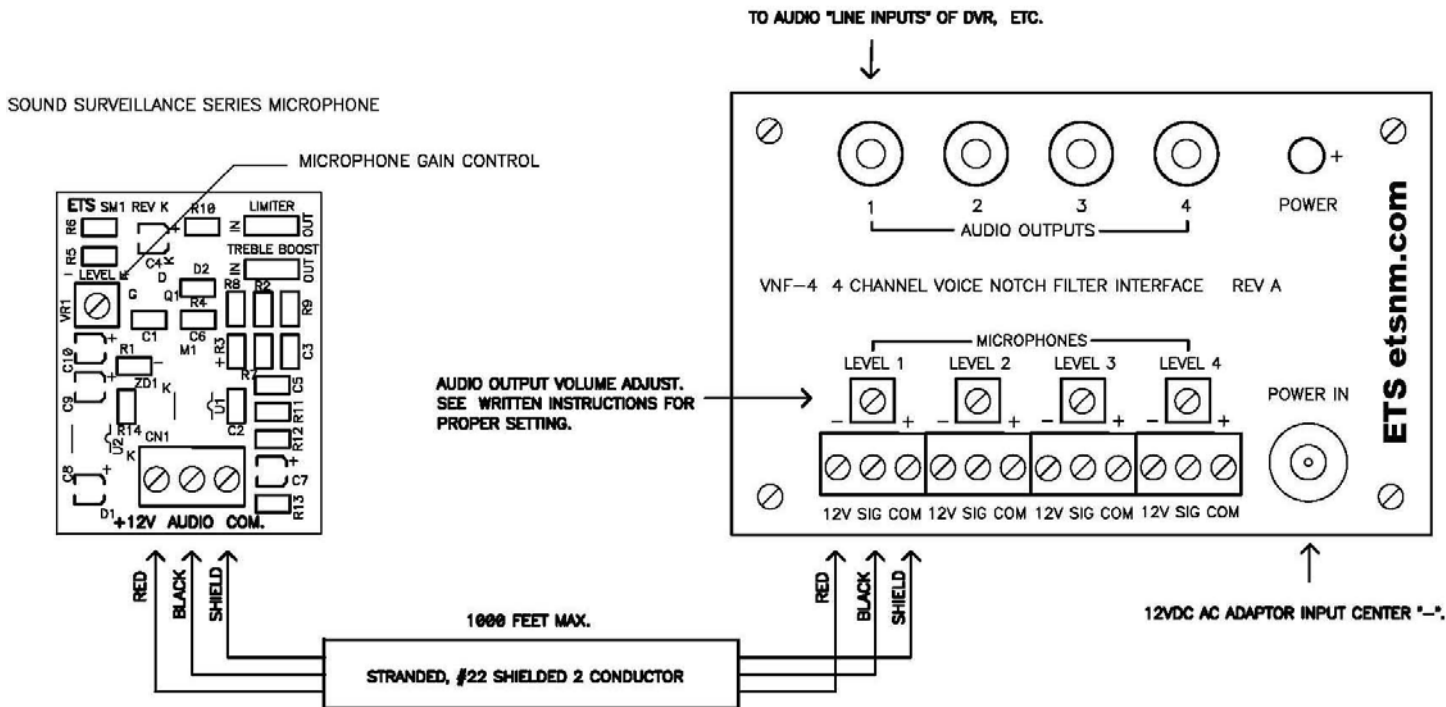 TO AUDIO "LINE INPUTS" OF DVR, ETC.
SOUND SURVEILLANCE SERIES MICROPHONE
MICROPHONE GAIN CONTROL
ETS SM1 REV K
R10
LIMITER
IN
OUT
R6
R5
C4
K
TREBLE BOOST
IN
OUT
- LEVEL
D
D2
G
Q1
R4
R8
R2
R9
VR1
C1
C6
M1
C10
R1
R3
R7
C3
ZD1
K
C5
C9
R14
U2
U1
C2
R11
R12
CN1
K
C8
C7
D1
R13
+12V AUDIO COM.
RED
BLACK
SHIELD
1000 FEET MAX.
STRANDED, #22 SHIELDED 2 CONDUCTOR
RED
BLACK
SHIELD
1 2 3 4
AUDIO OUTPUTS
+
POWER
VNF-4 4 CHANNEL VOICE NOTCH FILTER INTERFACE REV A
MICROPHONES
LEVEL 1 LEVEL 2 LEVEL 3 LEVEL 4
- + - + - + - +
12V SIG COM 12V SIG COM 12V SIG COM 12V SIG COM
POWER IN
ETS etsnm.com
AUDIO OUTPUT VOLUME ADJUST.
SEE WRITTEN INSTRUCTIONS FOR
PROPER SETTING.
12VDC AC ADAPTOR INPUT CENTER "-".